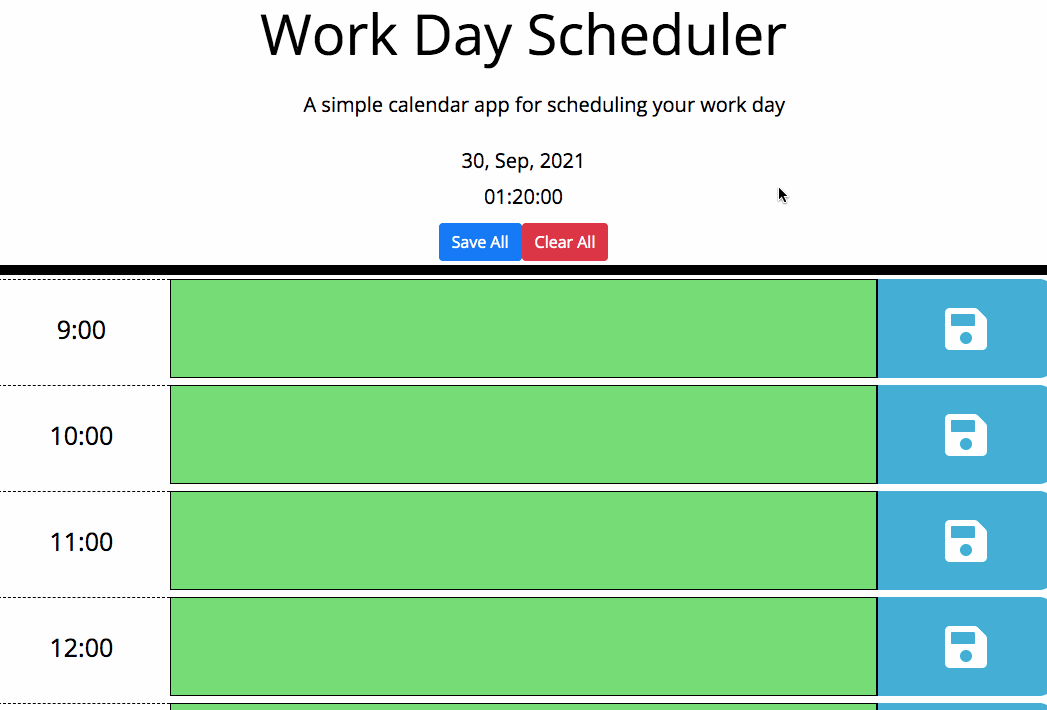 Work Day Scheduler
A simple calendar app for scheduling your work day
30, Sep, 2021
01:20:00
Save All Clear All
9:00
10:00
11:00
12:00